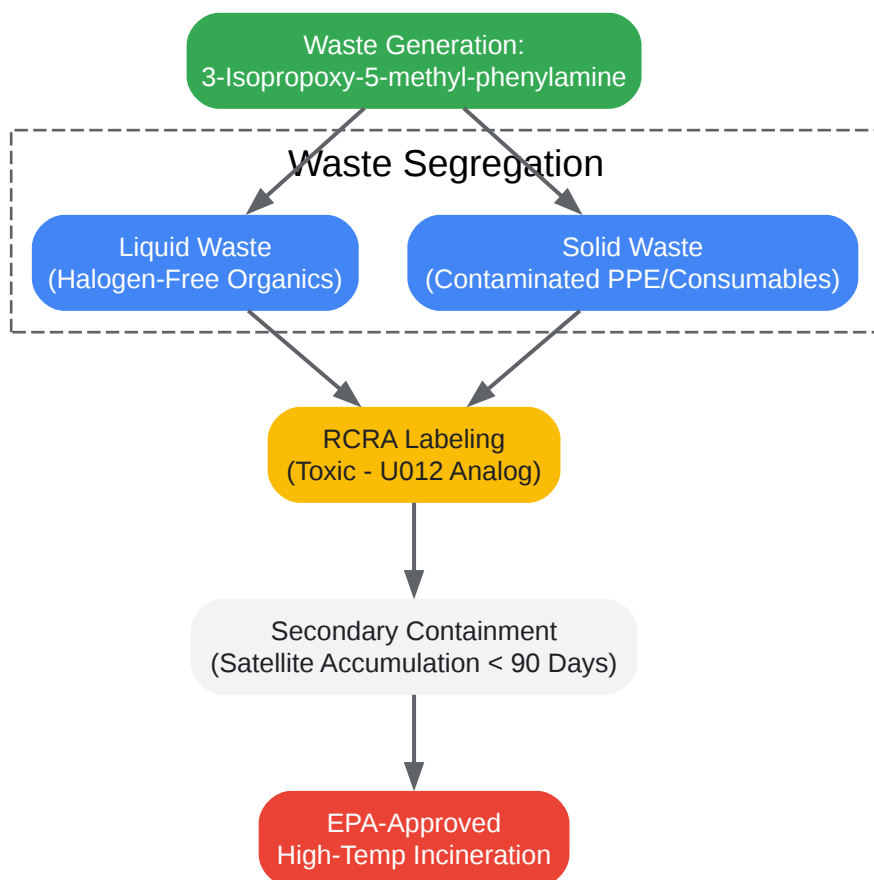 Waste Generation:
3-Isopropoxy-5-methyl-phenylamine
Waste Segregation
Liquid Waste
(Halogen-Free Organics)
Solid Waste
(Contaminated PPE/Consumables)
RCRA Labeling
(Toxic - U012 Analog)
Secondary Containment
(Satellite Accumulation < 90 Days)
EPA-Approved
High-Temp Incineration